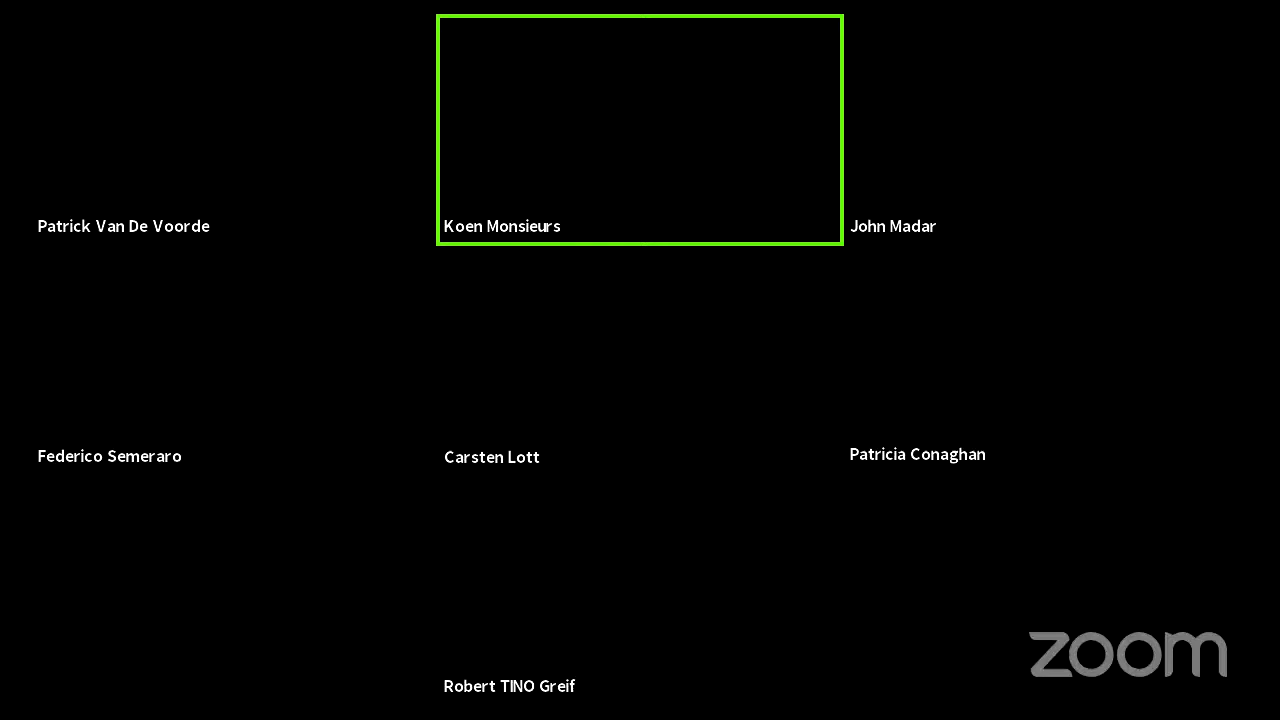 Patrick Van De Voorde
Koen Monsieurs
John Madar
Federico Semeraro
Carsten Lott
Patricia Conaghan
Robert TINO Greif
zoom